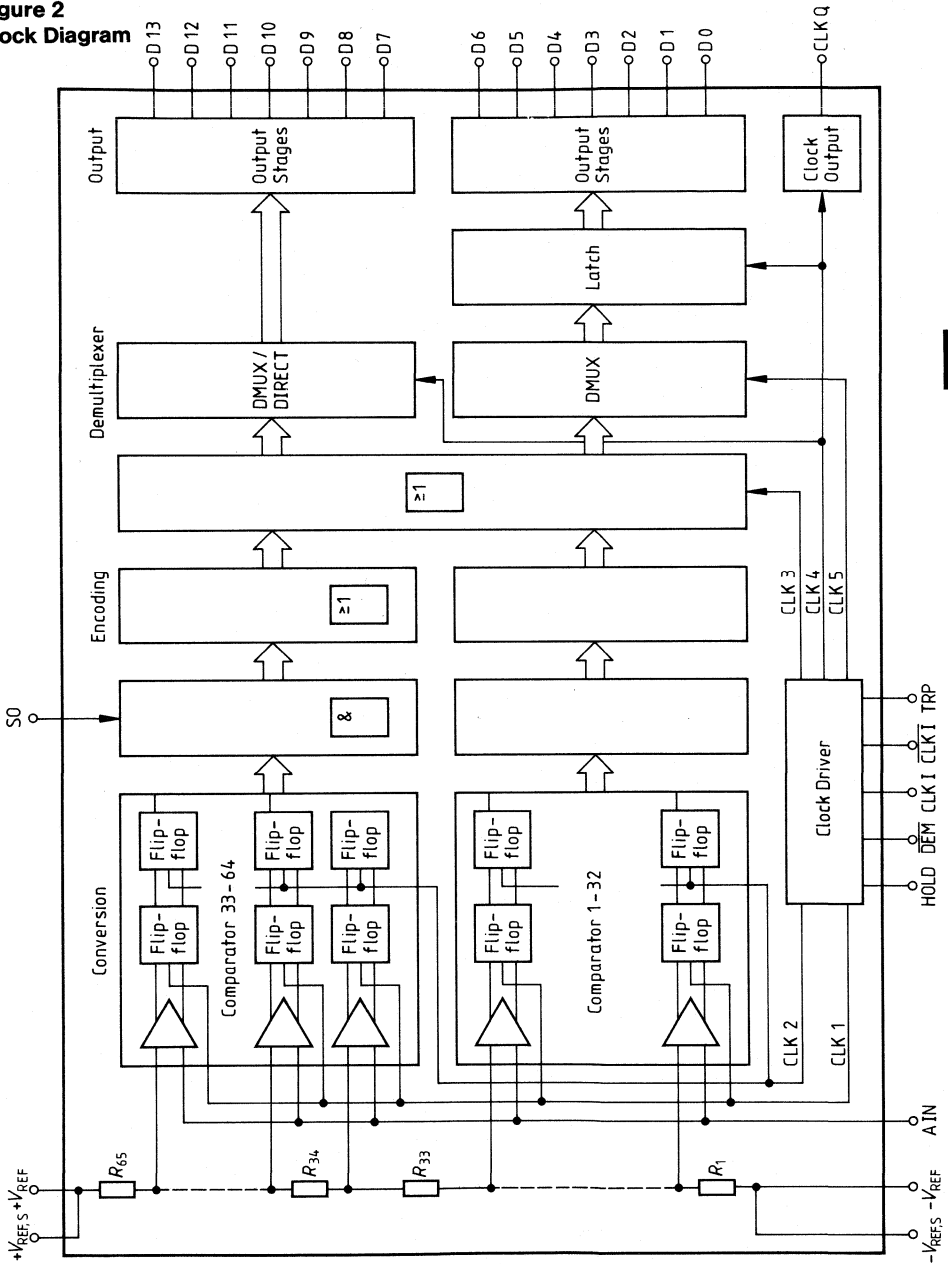 gure 2
ock Diagram
D13
D12
D11
D10
D9
D8
D7
D6
D5
D4
D3
D2
D1
D0
CLK Q
Output
Output
Stages
Output
Stages
Clock
Output
Latch
Demultiplexer
DMUX/
DIRECT
DMUX
≥1
Encoding
≥1
CLK 3
CLK 4
CLK 5
SO
&
Conversion
Flip-
flop
Flip-
flop
Flip-
flop
Flip-
flop
Flip-
flop
Flip-
flop
Comparator 33-64
Flip-
flop
Flip-
flop
Flip-
flop
Flip-
flop
Comparator 1-32
Clock Driver
TRP
CLK I
CLK I
DEM
HOLD
CLK 2
CLK 1
A IN
R65
R34
R33
R1
+VREF
+VREF,S
-VREF
-VREF,S